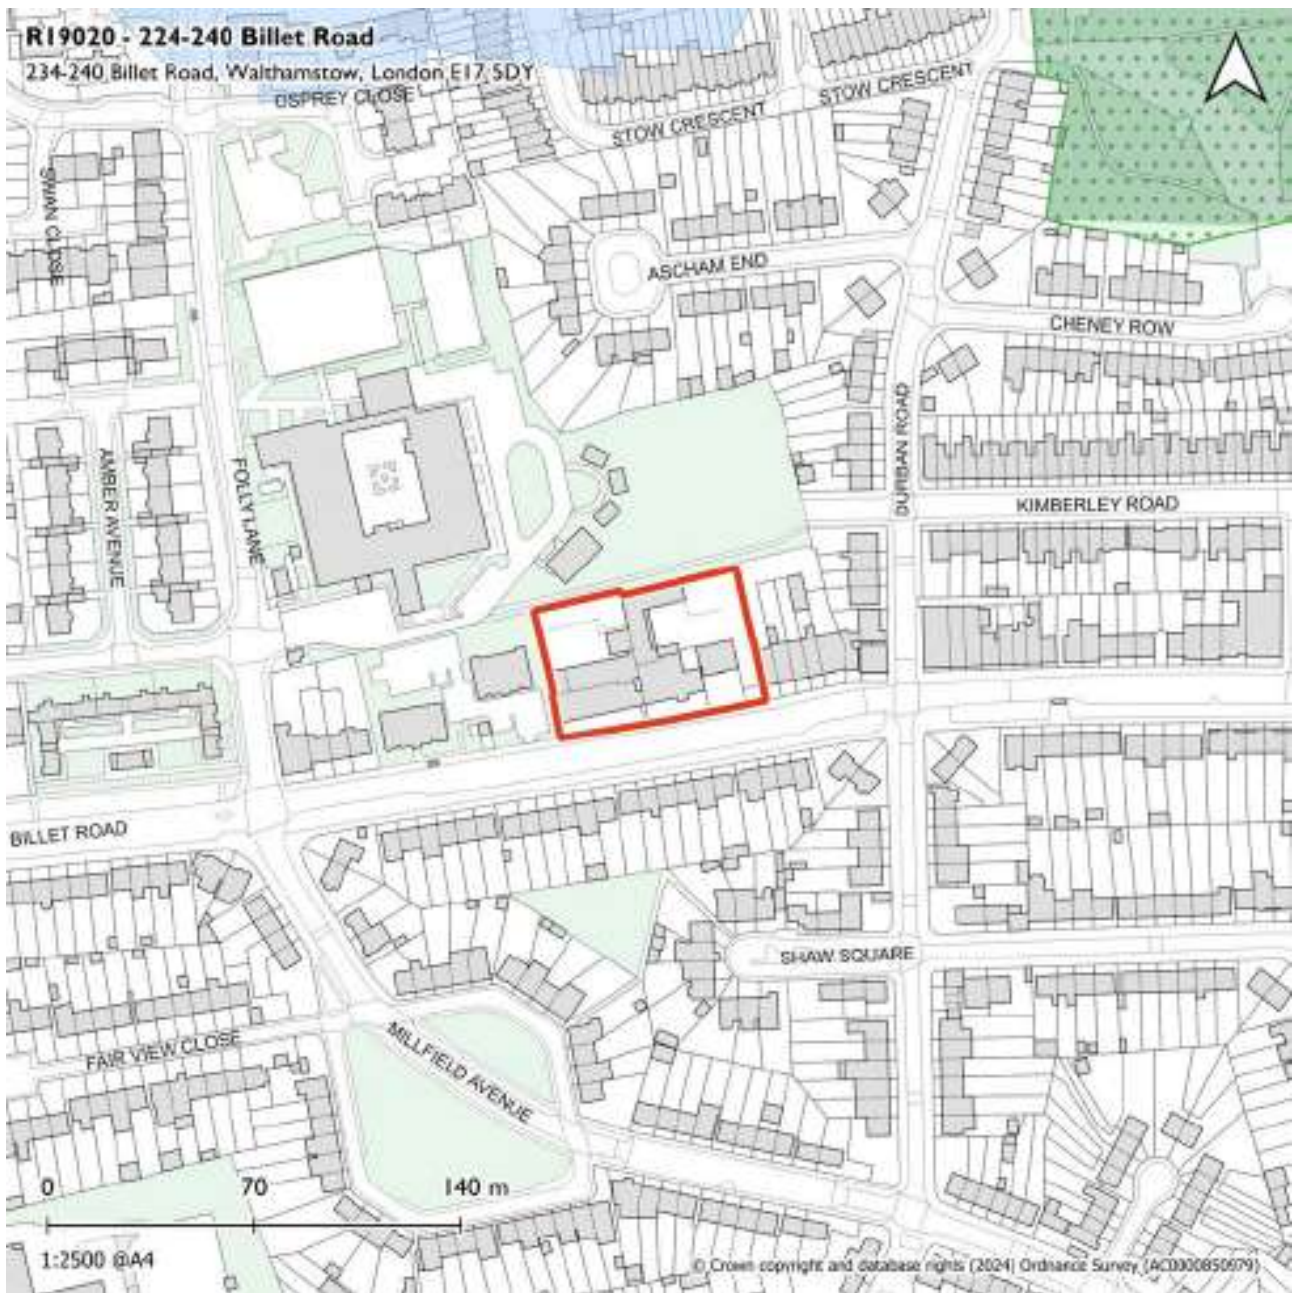 R19020 - 224-240 Billet Road
234-240 Billet Road, Walthamstow, London E17 5DY
OSPREY CLOSE
STOW CRESCENT
STOW CRESCENT
SWAN CLOSE
ASCHAM END
CHENEY ROW
DURBAN ROAD
AMBER AVENUE
FOLLY LANE
KIMBERLEY ROAD
BILLET ROAD
SHAW SQUARE
FAIR VIEW CLOSE
MILLFIELD AVENUE
0 70 140 m
1:2500 @A4
© Crown copyright and database rights (2024) Ordnance Survey (AC0000850979)